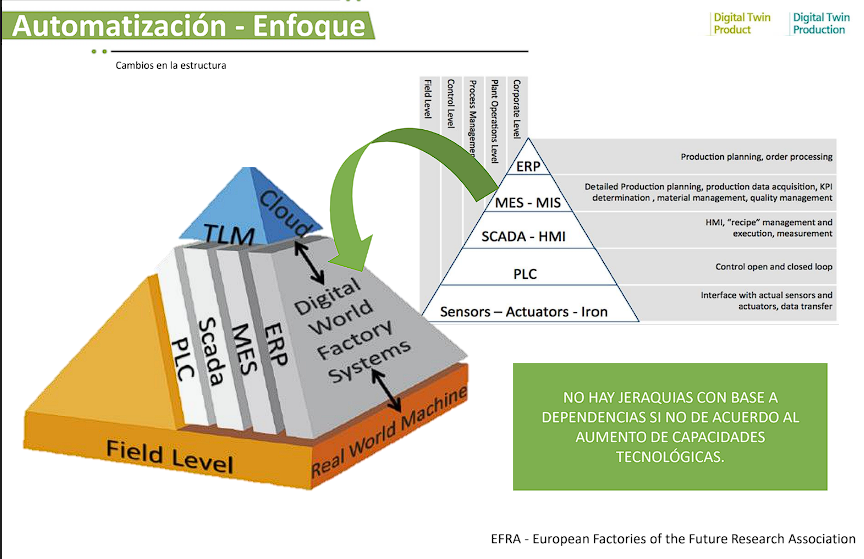 Automatización - Enfoque
Digital Twin
Product
Digital Twin
Production
Cambios en la estructura
Field Level
Control Level
Process Managemen
Plant Operations Level
Corporate Level
ERP
Production planning, order processing
MES - MIS
Detailed Production planning, production data acquisition, KPI
determination , material management, quality management
SCADA - HMI
HMI, "recipe" management and
execution, measurement
PLC
Control open and closed loop
Sensors – Actuators - Iron
Interface with actual sensors and
actuators, data transfer
TLM
Cloud
PLC
Scada
MES
ERP
Digital
World
Factory
Systems
Field Level
Real World Machine
NO HAY JERAQUIAS CON BASE A
DEPENDENCIAS SI NO DE ACUERDO AL
AUMENTO DE CAPACIDADES
TECNOLÓGICAS.
EFRA - European Factories of the Future Research Association